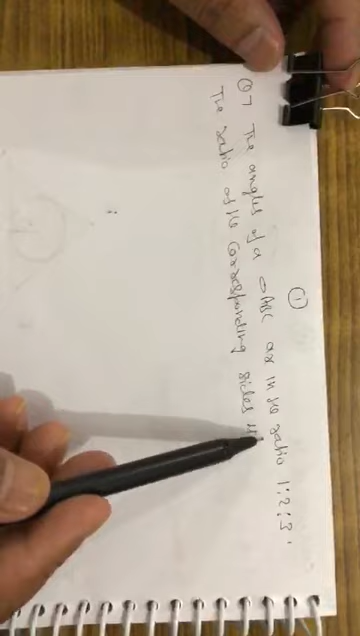 ①
Q7 The angles of a △ABC are in the ratio 1:2:3.
The ratio of its corresponding sides is